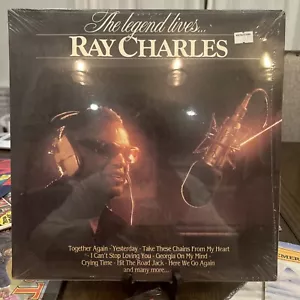 The legend lives...
RAY CHARLES
Together Again - Yesterday - Take These Chains From My Heart
- I Can't Stop Loving You - Georgia On My Mind -
Crying Time - Hit The Road Jack - Here We Go Again
and many more...